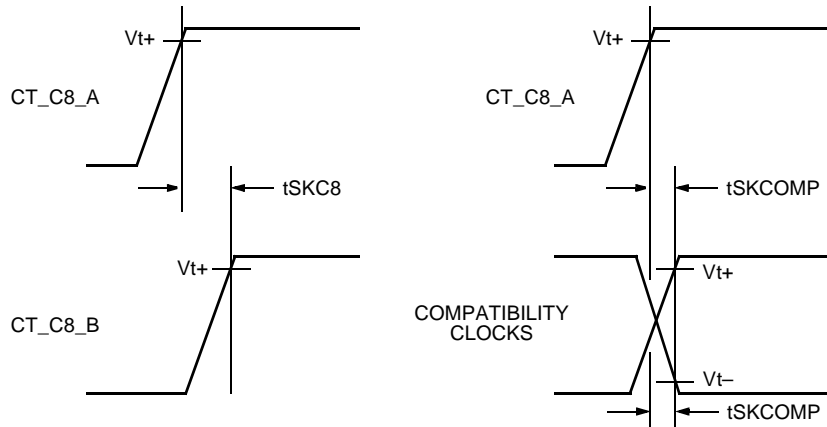 Vt+
CT_C8_A
tSKC8
Vt+
CT_C8_B
Vt+
CT_C8_A
tSKCOMP
Vt+
COMPATIBILITY
CLOCKS
Vt–
tSKCOMP